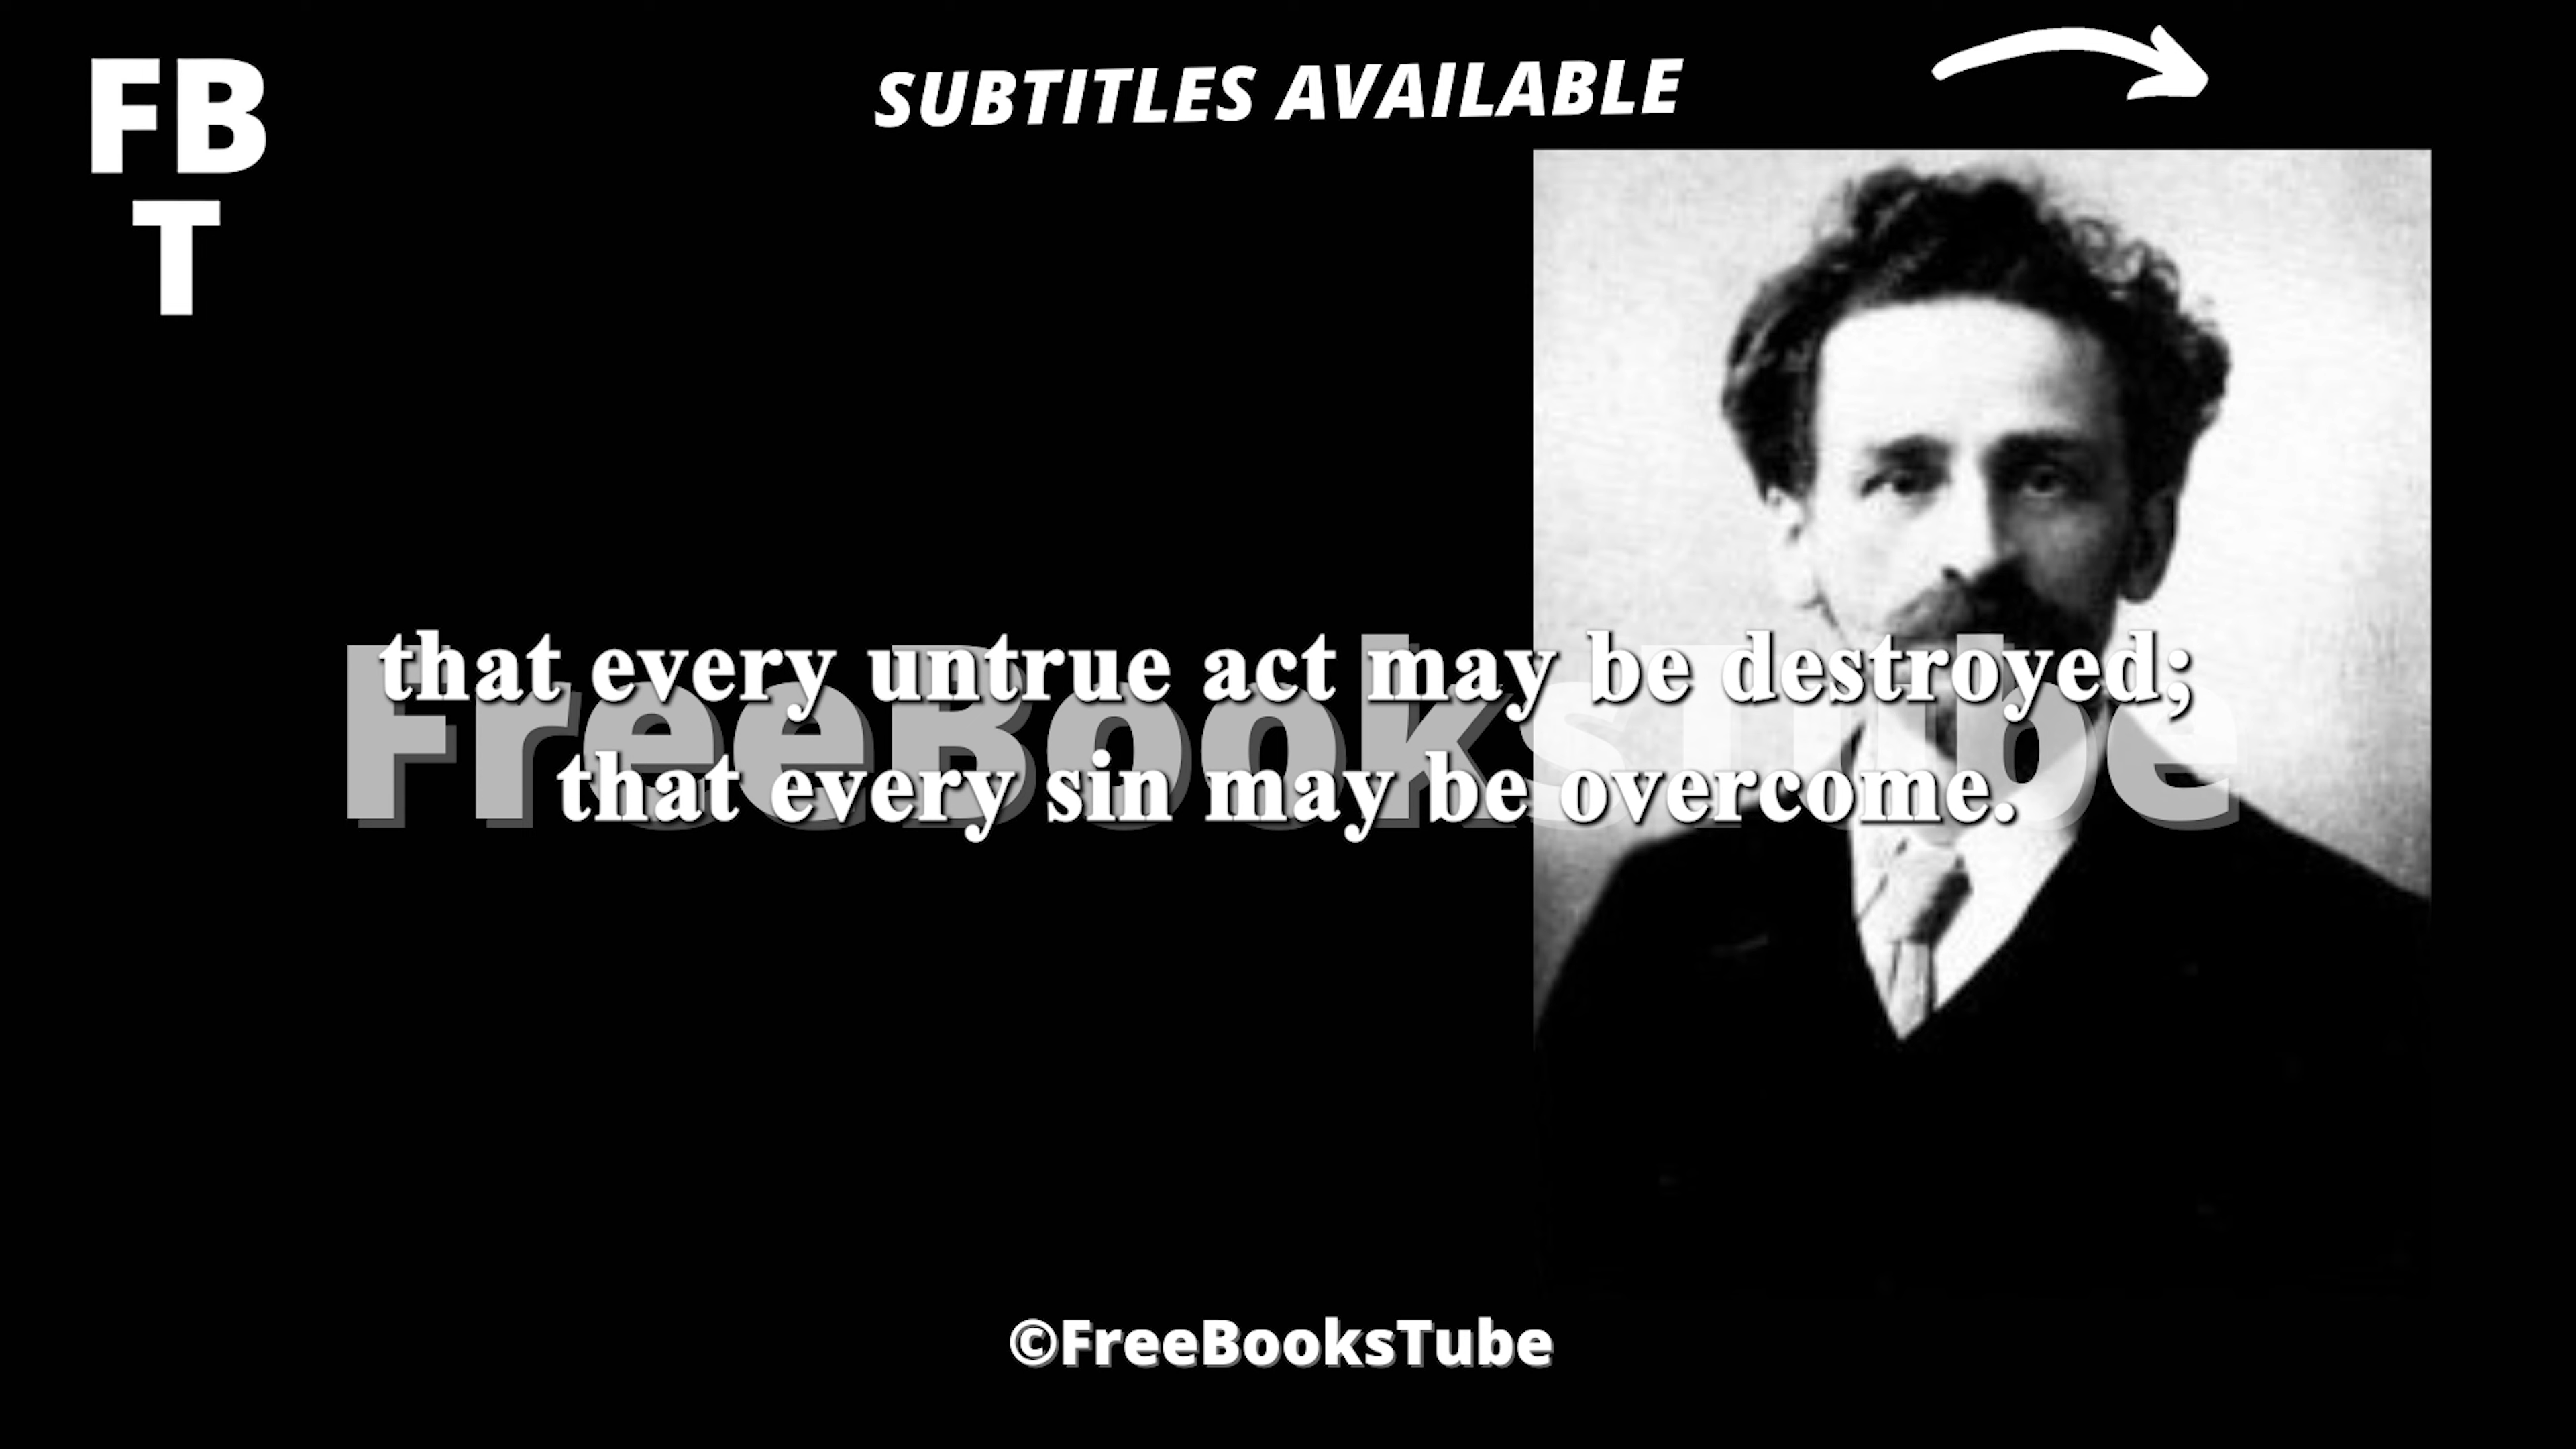 FB
T
SUBTITLES AVAILABLE
that every untrue act may be destroyed;
FreeBooksTube
that every sin may be overcome.
©FreeBooksTube